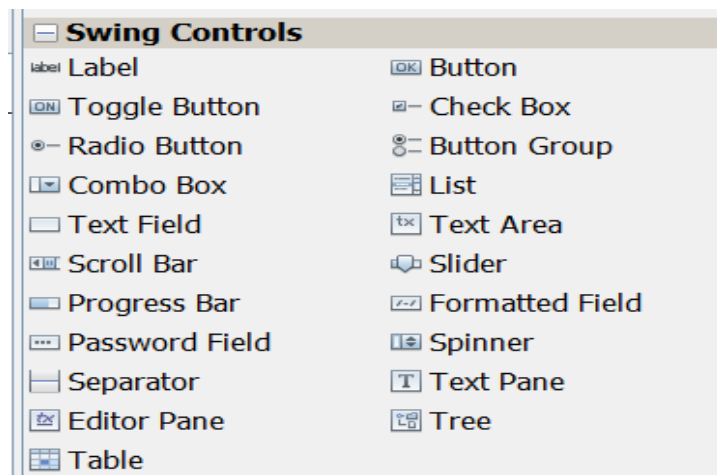 Swing Controls
label Label OK Button
ON Toggle Button Check Box
Radio Button Button Group
Combo Box List
Text Field tx Text Area
Scroll Bar Slider
Progress Bar Formatted Field
Password Field Spinner
Separator T Text Pane
Editor Pane Tree
Table